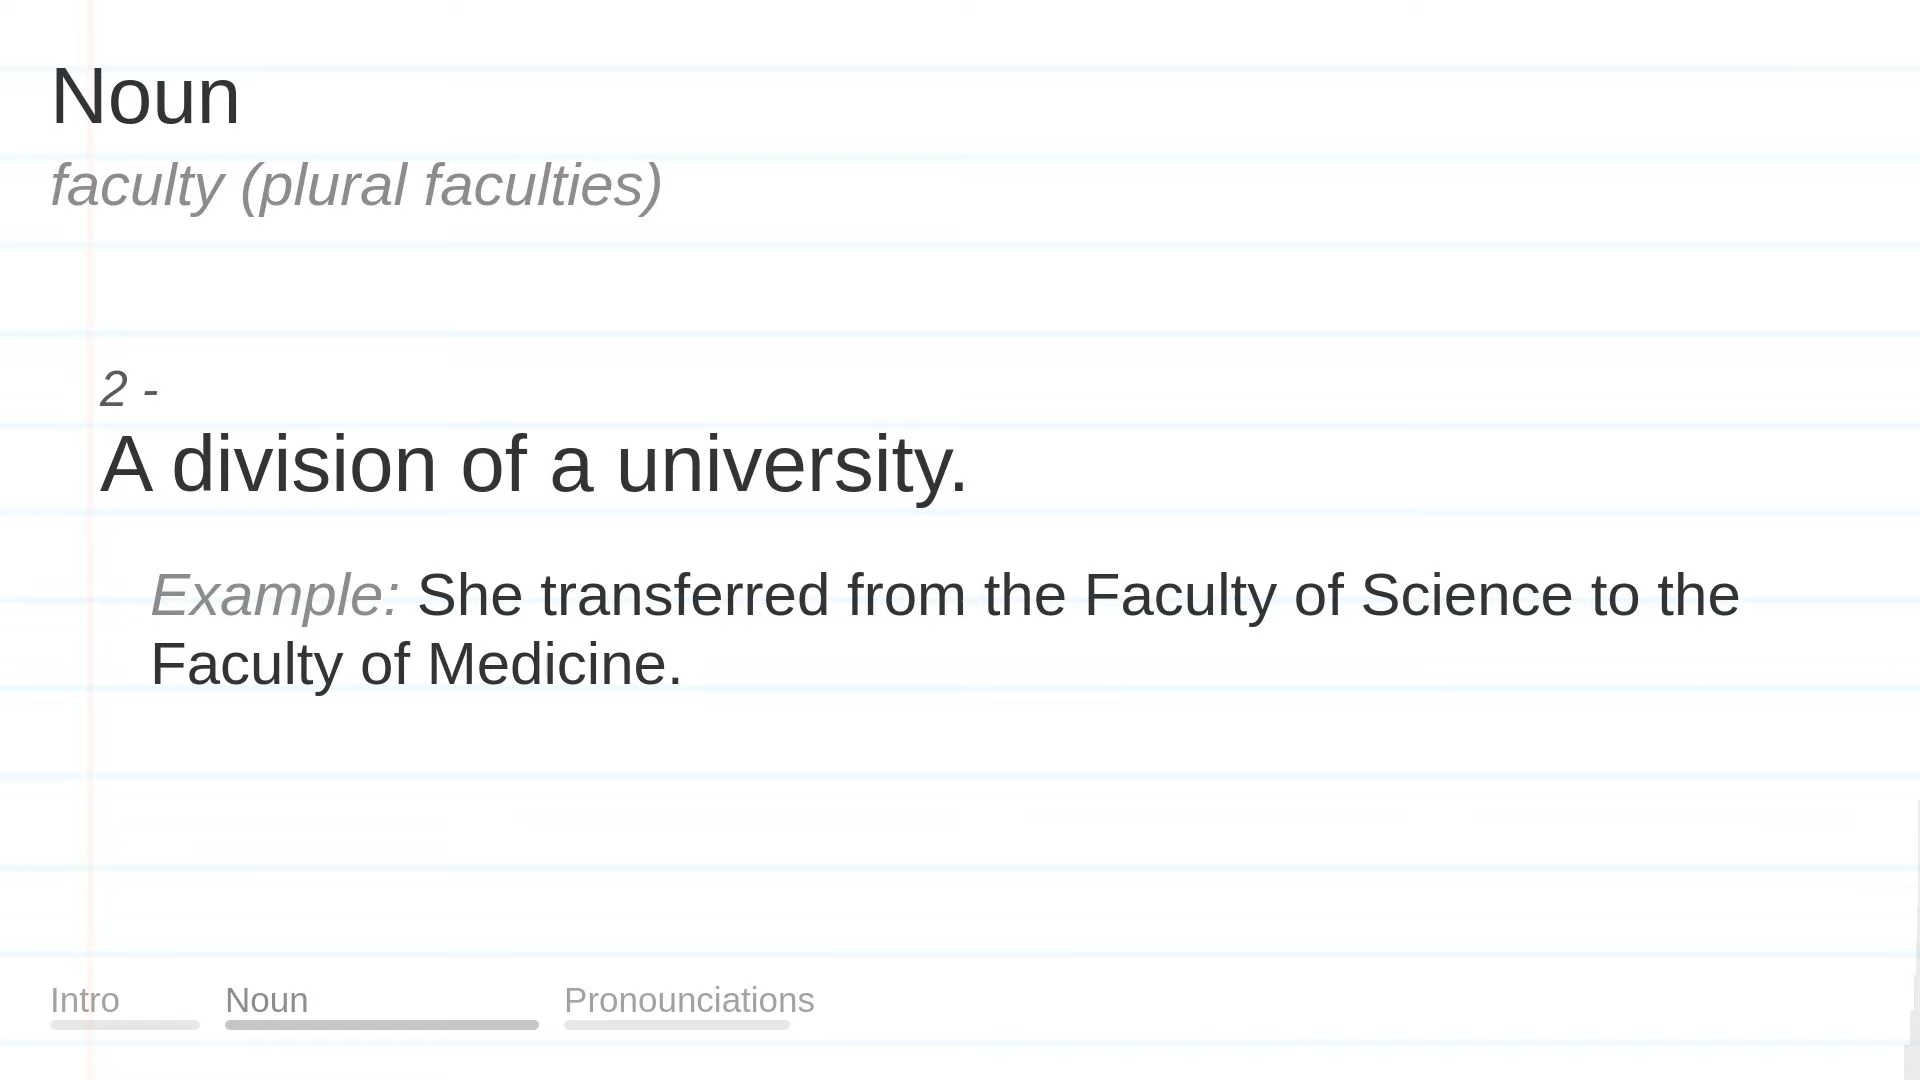 Noun
faculty (plural faculties)
2 -
A division of a university.
Example: She transferred from the Faculty of Science to the
Faculty of Medicine.
Intro Noun Pronounciations